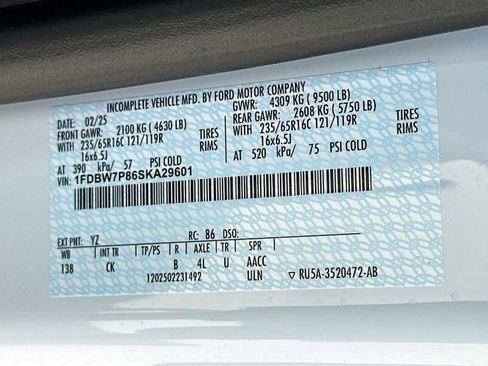 INCOMPLETE VEHICLE MFD. BY FORD MOTOR COMPANY
DATE: 02/25 GVWR: 4309 KG (9500 LB)
FRONT GAWR: 2100 KG (4630 LB) REAR GAWR: 2608 KG (5750 LB)
WITH 235/65R16C 121/119R TIRES WITH 235/65R16C 121/119R TIRES
16x6.5J RIMS 16x6.5J RIMS
AT 390 kPa/ 57 PSI COLD AT 520 kPa/ 75 PSI COLD
VIN: 1FDBW7P86SKA29601
EXT PNT: YZ RC: 86 DSO:
WB INT TR TP/PS R AXLE TR SPR
138 CK B 4L U AACC
1202502231492 ULN RU5A-3520472-AB